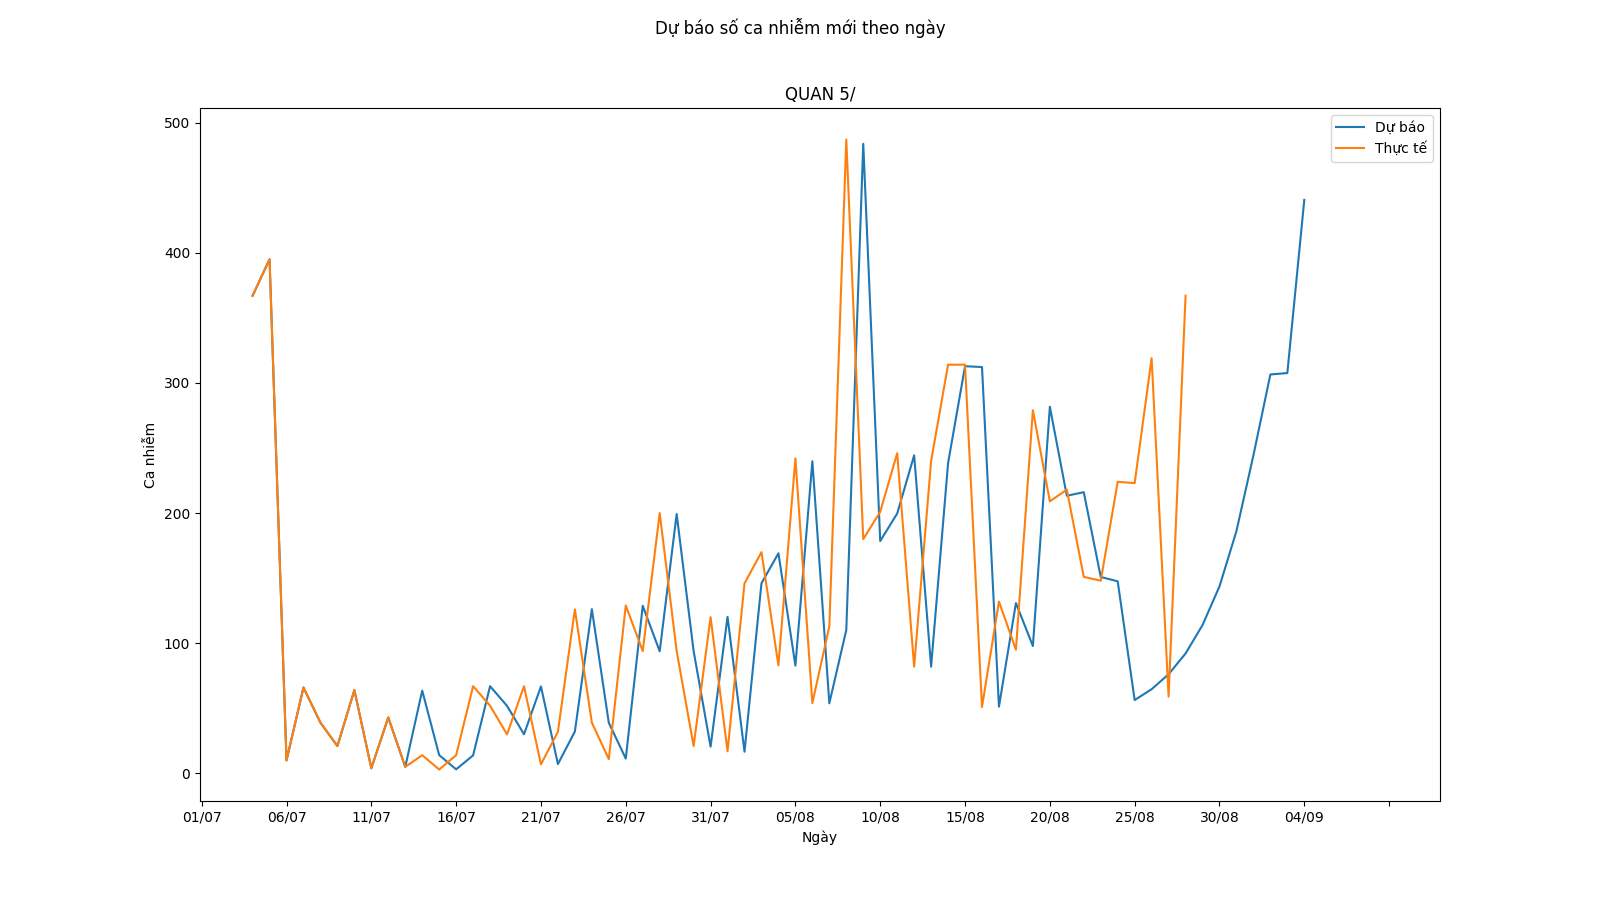 Dự báo số ca nhiễm mới theo ngày
QUAN 5/
Dự báo
Thực tế
500
400
300
200
100
0
Ca nhiễm
01/07 06/07 11/07 16/07 21/07 26/07 31/07 05/08 10/08 15/08 20/08 25/08 30/08 04/09
Ngày